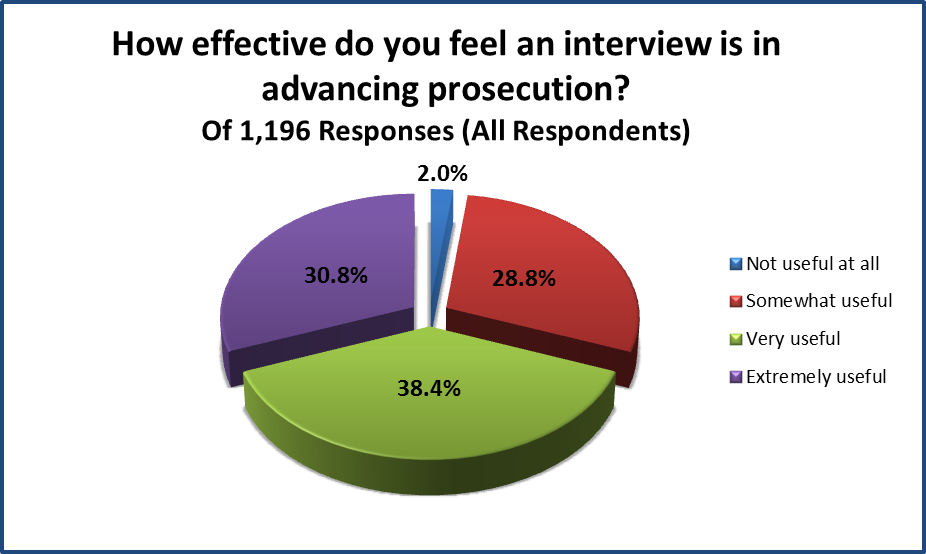 How effective do you feel an interview is in
advancing prosecution?
Of 1,196 Responses (All Respondents)
2.0%
30.8%
28.8%
38.4%
Not useful at all
Somewhat useful
Very useful
Extremely useful